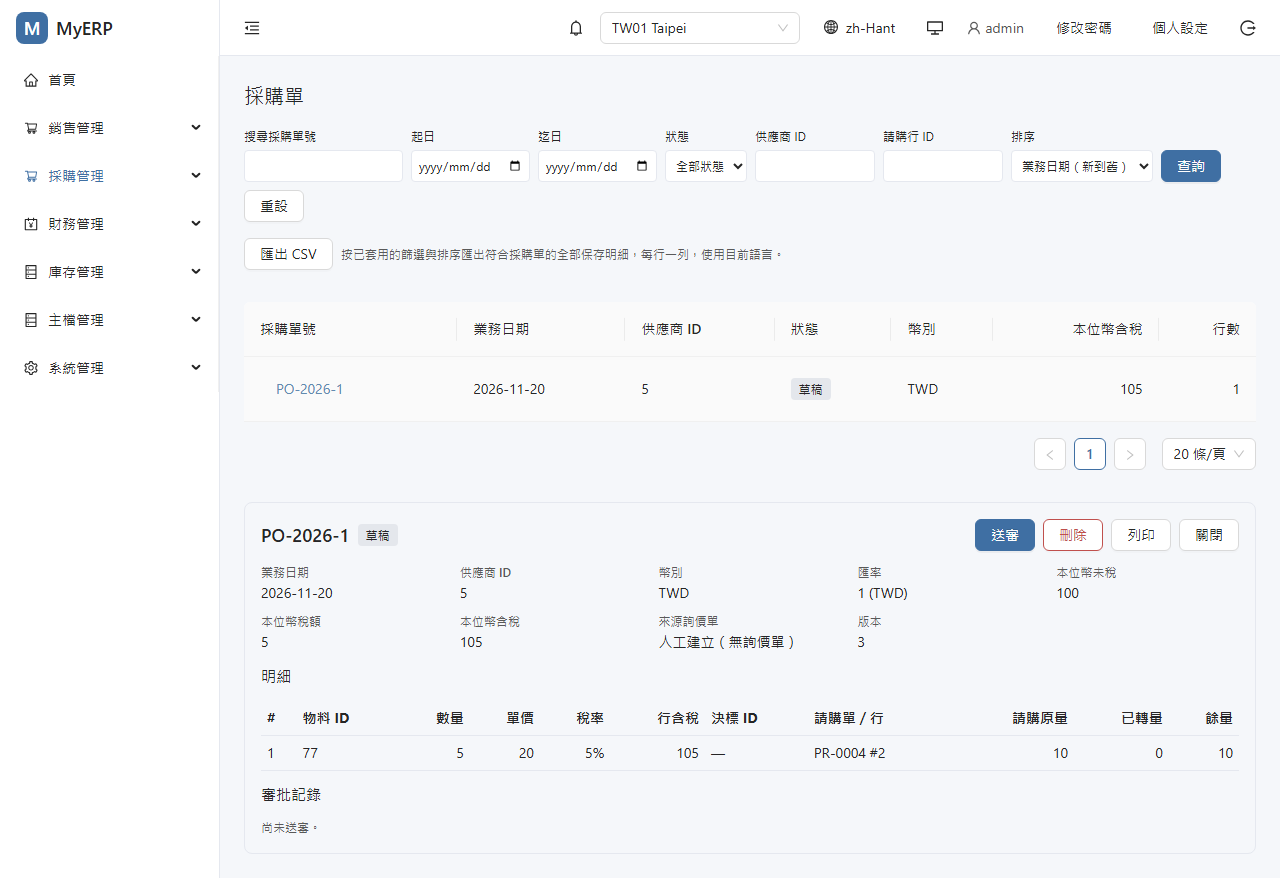 M MyERP
TW01 Taipei zh-Hant admin 修改密碼 個人設定
首頁
銷售管理
採購管理
財務管理
庫存管理
主檔管理
系統管理
採購單
搜尋採購單號 起日 迄日 狀態 供應商 ID 請購行 ID 排序
yyyy/mm/dd yyyy/mm/dd 全部狀態 業務日期（新到舊） 查詢
重設
匯出 CSV 按已套用的篩選與排序匯出符合採購單的全部保存明細，每行一列，使用目前語言。
採購單號 業務日期 供應商 ID 狀態 幣別 本位幣含稅 行數
PO-2026-1 2026-11-20 5 草稿 TWD 105 1
< 1 > 20 條/頁
PO-2026-1 草稿 送審 刪除 列印 關閉
業務日期 供應商 ID 幣別 匯率 本位幣未稅
2026-11-20 5 TWD 1 (TWD) 100
本位幣稅額 本位幣含稅 來源詢價單 版本
5 105 人工建立（無詢價單） 3
明細
# 物料 ID 數量 單價 稅率 行含稅 決標 ID 請購單 / 行 請購原量 已轉量 餘量
1 77 5 20 5% 105 — PR-0004 #2 10 0 10
審批記錄
尚未送審。